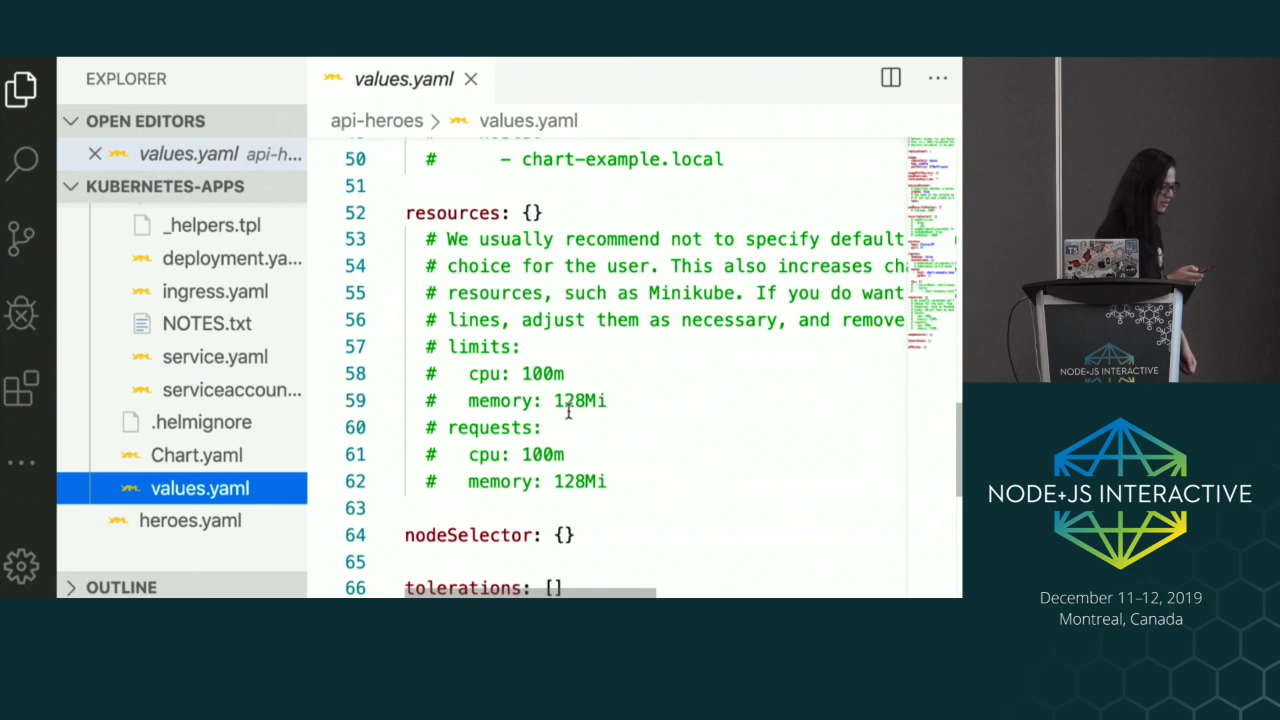 EXPLORER
OPEN EDITORS
values.yaml api-h...
KUBERNETES-APPS
_helpers.tpl
deployment.ya...
ingress.yaml
NOTES.txt
service.yaml
serviceaccoun...
.helmignore
Chart.yaml
values.yaml
heroes.yaml
OUTLINE
values.yaml
api-heroes > values.yaml
50 # - chart-example.local
51
52 resources: {}
53 # We usually recommend not to specify default
54 # choice for the user. This also increases ch
55 # resources, such as Minikube. If you do want
56 # lines, adjust them as necessary, and remove
57 # limits:
58 # cpu: 100m
59 # memory: 128Mi
60 # requests:
61 # cpu: 100m
62 # memory: 128Mi
63
64 nodeSelector: {}
65
66 tolerations: []
NODE+JS INTERACTIVE
NODE+JS INTERACTIVE
December 11–12, 2019
Montreal, Canada